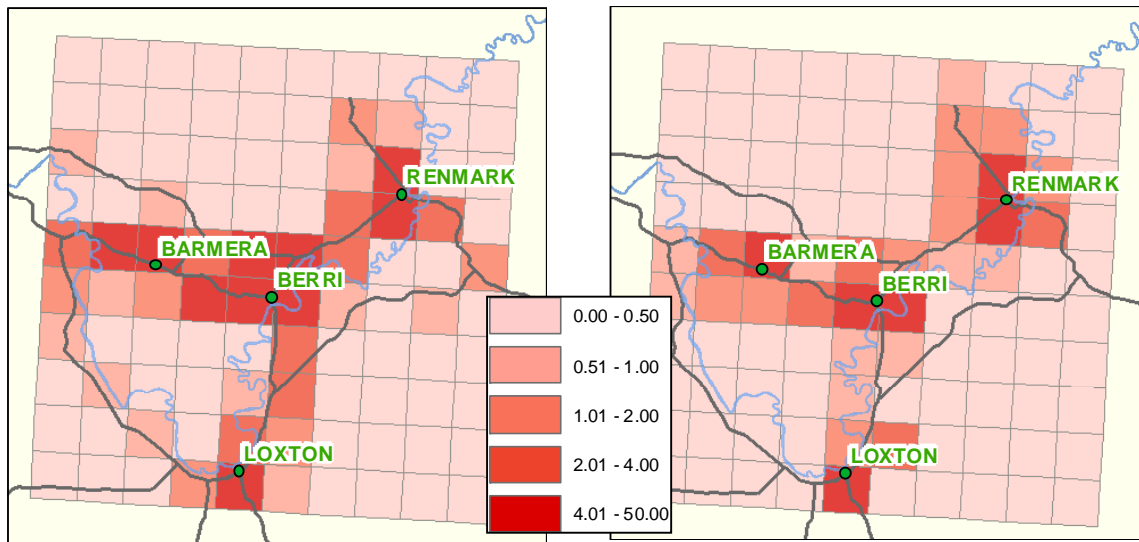 RENMARK
BARMERA
BERRI
LOXTON
0.00 - 0.50
0.51 - 1.00
1.01 - 2.00
2.01 - 4.00
4.01 - 50.00
RENMARK
BARMERA
BERRI
LOXTON